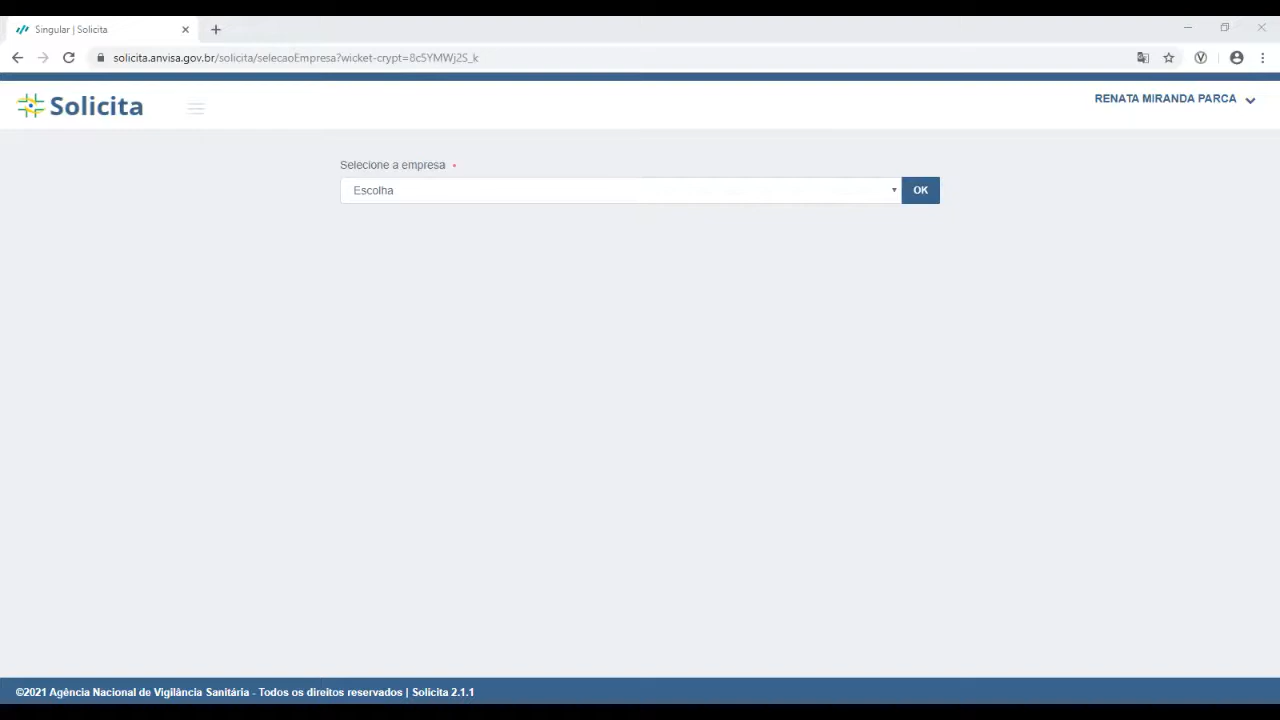 Singular | Solicita
solicita.anvisa.gov.br/solicita/selecaoEmpresa?wicket-crypt=8c5YMWj2S_k
Solicita
RENATA MIRANDA PARCA
Selecione a empresa
Escolha
OK
©2021 Agência Nacional de Vigilância Sanitária - Todos os direitos reservados | Solicita 2.1.1